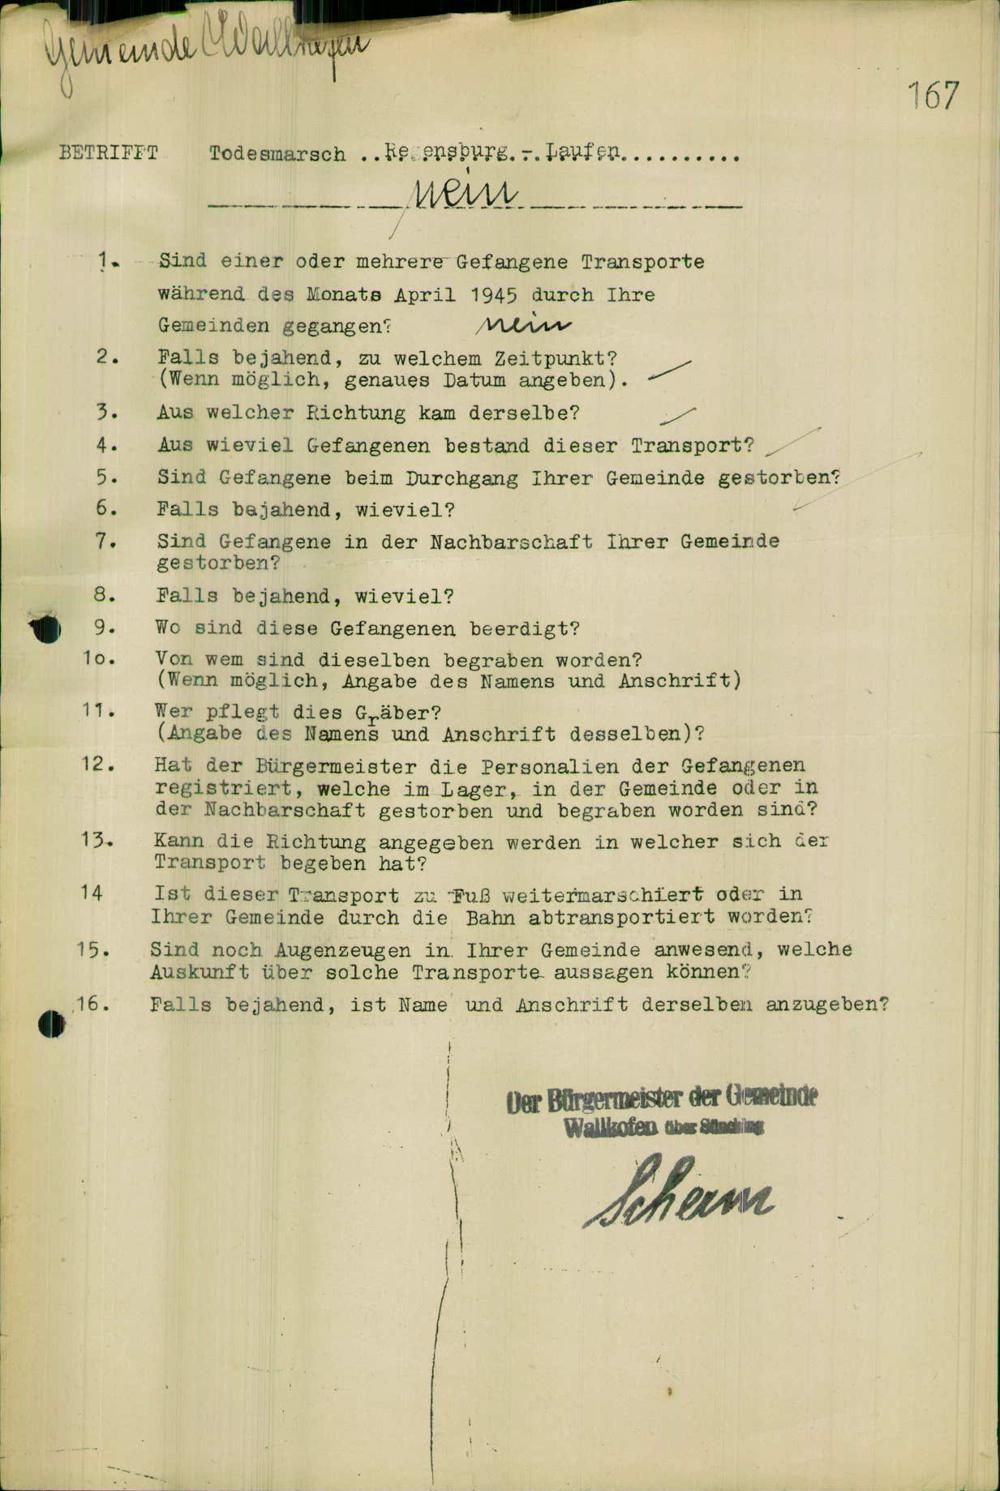 Gemeinde Wallkofen
167
BETRIFFT Todesmarsch ..Regensburg.-.Laufen..........
nein
1. Sind einer oder mehrere Gefangene Transporte
während des Monats April 1945 durch Ihre
Gemeinden gegangen? nein
2. Falls bejahend, zu welchem Zeitpunkt?
(Wenn möglich, genaues Datum angeben).
3. Aus welcher Richtung kam derselbe?
4. Aus wieviel Gefangenen bestand dieser Transport?
5. Sind Gefangene beim Durchgang Ihrer Gemeinde gestorben?
6. Falls bejahend, wieviel?
7. Sind Gefangene in der Nachbarschaft Ihrer Gemeinde
gestorben?
8. Falls bejahend, wieviel?
9. Wo sind diese Gefangenen beerdigt?
1o. Von wem sind dieselben begraben worden?
(Wenn möglich, Angabe des Namens und Anschrift)
11. Wer pflegt dies Gräber?
(Angabe des Namens und Anschrift desselben)?
12. Hat der Bürgermeister die Personalien der Gefangenen
registriert, welche im Lager, in der Gemeinde oder in
der Nachbarschaft gestorben und begraben worden sind?
13. Kann die Richtung angegeben werden in welcher sich der
Transport begeben hat?
14 Ist dieser Transport zu Fuß weitermarschiert oder in
Ihrer Gemeinde durch die Bahn abtransportiert worden?
15. Sind noch Augenzeugen in Ihrer Gemeinde anwesend, welche
Auskunft über solche Transporte aussagen können?
16. Falls bejahend, ist Name und Anschrift derselben anzugeben?
Der Bürgermeister der Gemeinde
Wallkofen über Sünching